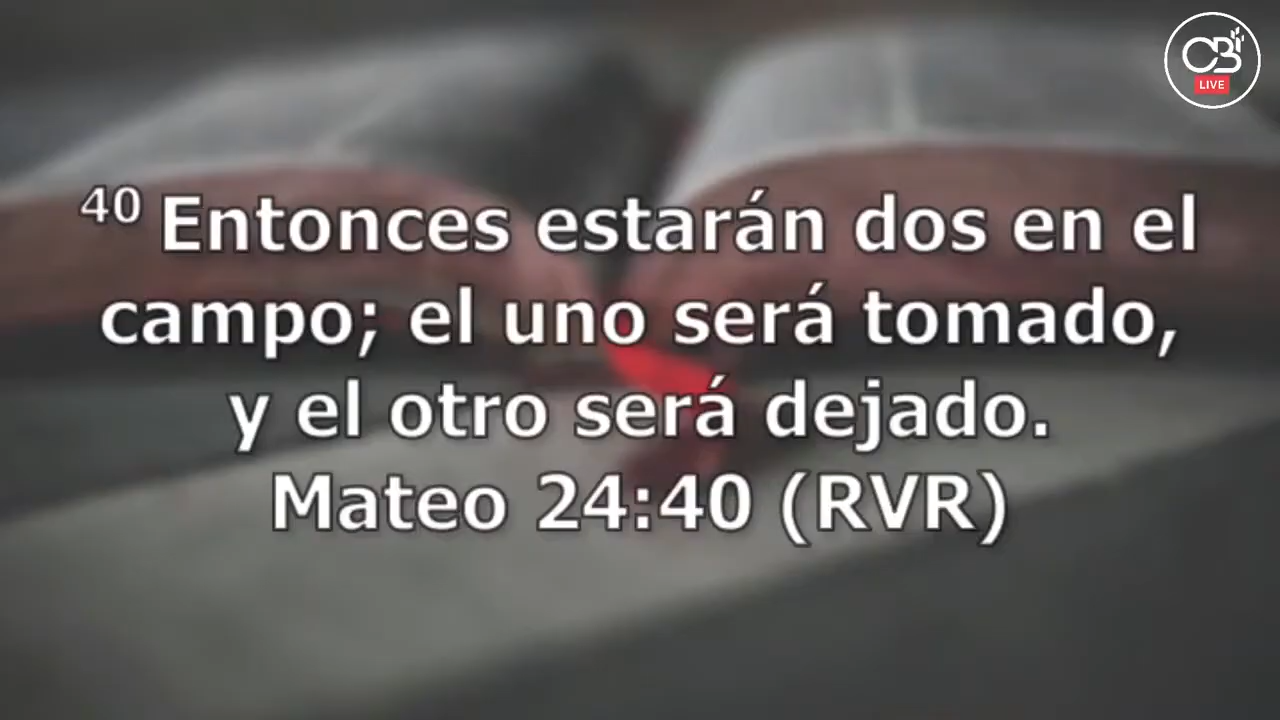 CB
LIVE
40 Entonces estarán dos en el
campo; el uno será tomado,
y el otro será dejado.
Mateo 24:40 (RVR)